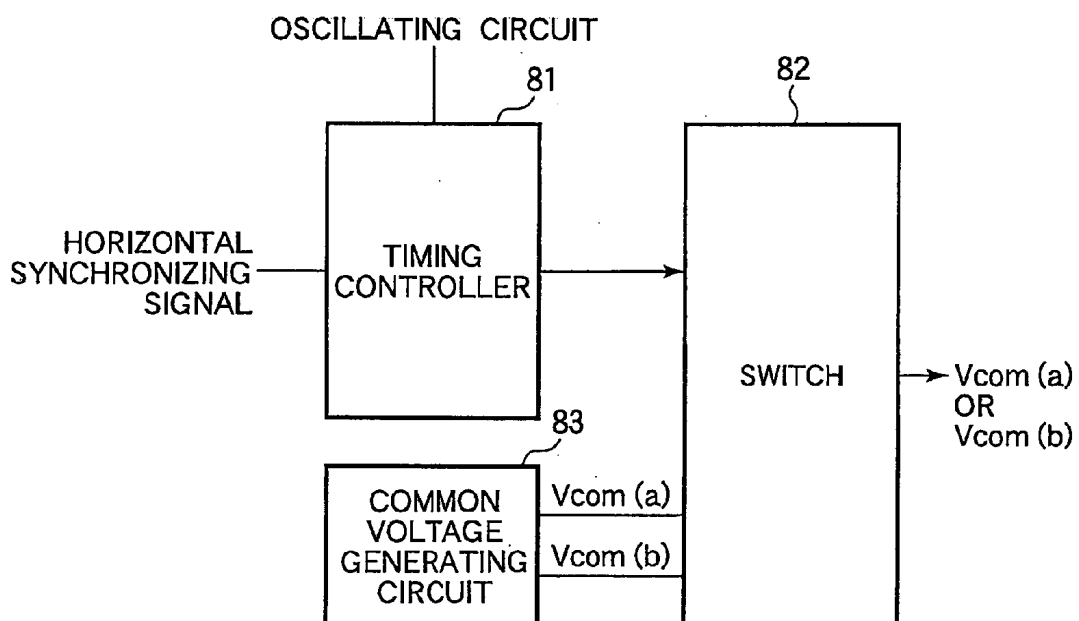 OSCILLATING CIRCUIT
81
82
HORIZONTAL
SYNCHRONIZING
SIGNAL
TIMING
CONTROLLER
SWITCH
Vcom (a)
OR
Vcom (b)
83
COMMON
VOLTAGE
GENERATING
CIRCUIT
Vcom (a)
Vcom (b)